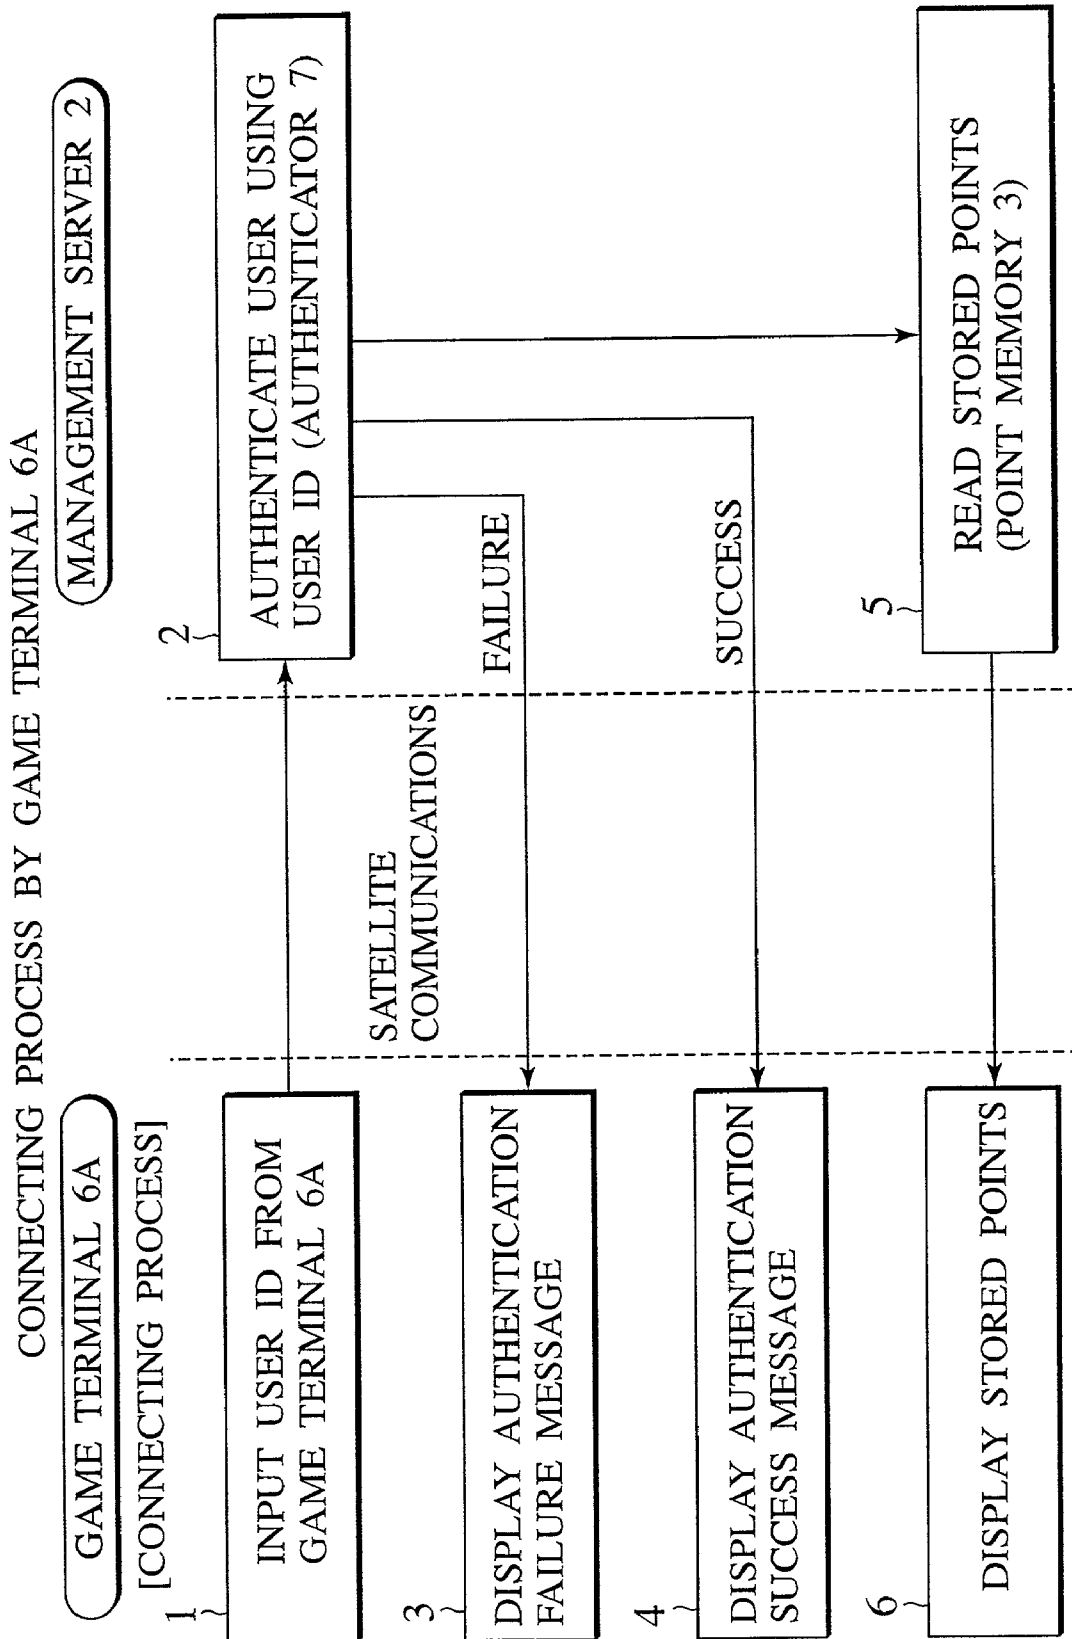 CONNECTING PROCESS BY GAME TERMINAL 6A
GAME TERMINAL 6A
MANAGEMENT SERVER 2
[CONNECTING PROCESS]
1
INPUT USER ID FROM
GAME TERMINAL 6A
2
AUTHENTICATE USER USING
USER ID (AUTHENTICATOR 7)
SATELLITE
COMMUNICATIONS
FAILURE
3
DISPLAY AUTHENTICATION
FAILURE MESSAGE
SUCCESS
4
DISPLAY AUTHENTICATION
SUCCESS MESSAGE
5
READ STORED POINTS
(POINT MEMORY 3)
6
DISPLAY STORED POINTS